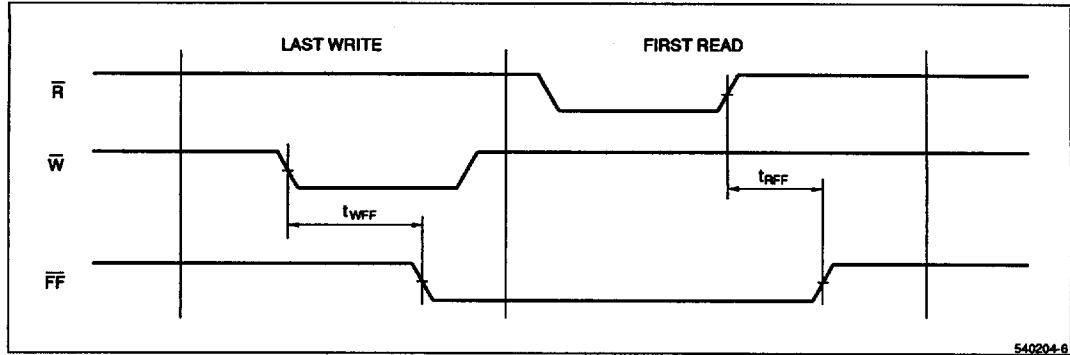 LAST WRITE FIRST READ
R̅
W̅
tRFF
tWFF
F̅F̅
540204-6